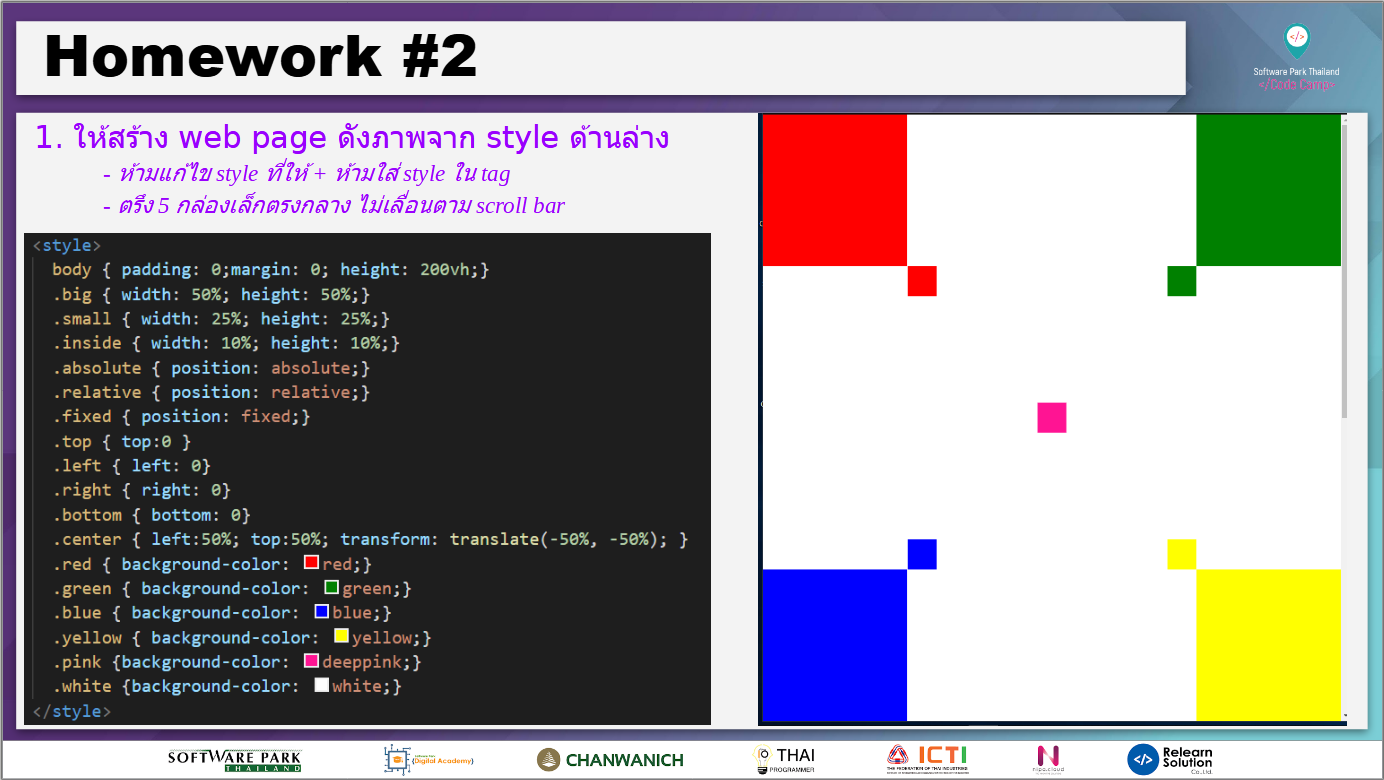 Homework #2
</>
Software Park Thailand
</Code Camp>
1. ให้สร้าง web page ดังภาพจาก style ด้านล่าง
- ห้ามแก้ไข style ที่ให้ + ห้ามใส่ style ใน tag
- ตรึง 5 กล่องเล็กตรงกลาง ไม่เลื่อนตาม scroll bar
<style>
body { padding: 0;margin: 0; height: 200vh;}
.big { width: 50%; height: 50%;}
.small { width: 25%; height: 25%;}
.inside { width: 10%; height: 10%;}
.absolute { position: absolute;}
.relative { position: relative;}
.fixed { position: fixed;}
.top { top:0 }
.left { left: 0}
.right { right: 0}
.bottom { bottom: 0}
.center { left:50%; top:50%; transform: translate(-50%, -50%); }
.red { background-color: red;}
.green { background-color: green;}
.blue { background-color: blue;}
.yellow { background-color: yellow;}
.pink {background-color: deeppink;}
.white {background-color: white;}
</style>
SOFTWARE PARK
THAILAND
(Digital Academy)
CHANWANICH
THAI
PROGRAMMER
ICTI
THE FEDERATION OF THAI INDUSTRIES
N
nipa.cloud
</>
Relearn
Solution
Co.,Ltd.